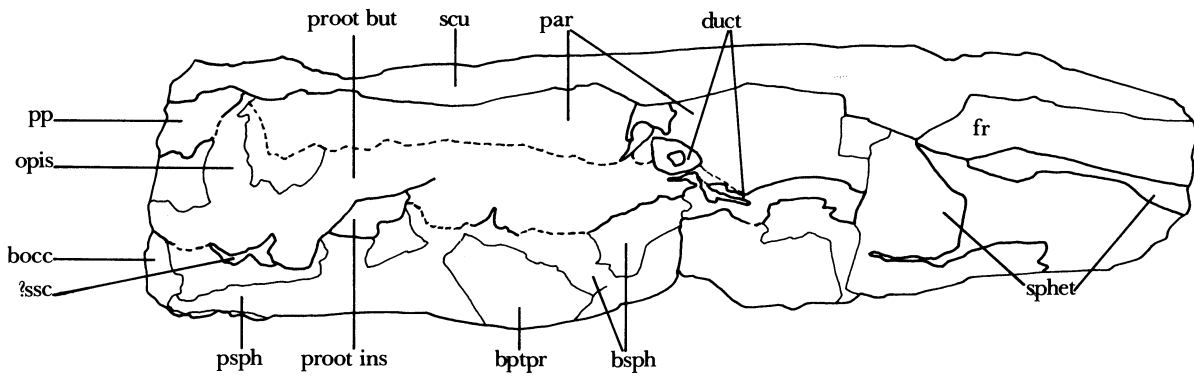 proot but
scu
par
duct
pp
opis
fr
bocc
?ssc
sphet
psph
proot ins
bptpr
bsph